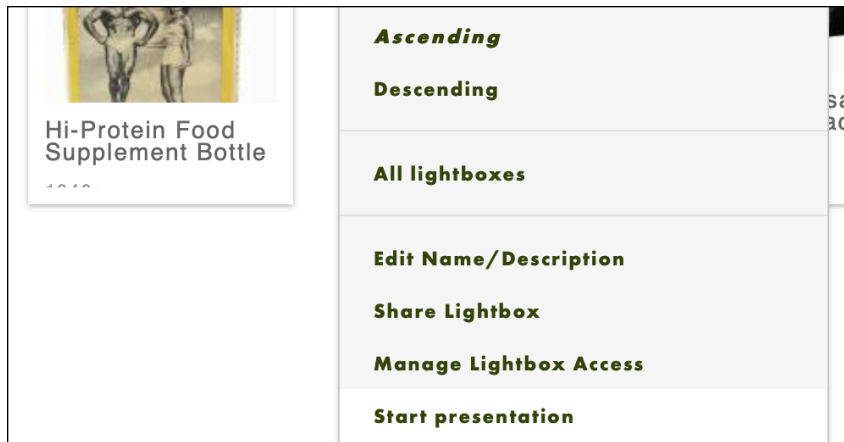 Hi-Protein Food
Supplement Bottle
Ascending
Descending
All lightboxes
Edit Name/Description
Share Lightbox
Manage Lightbox Access
Start presentation